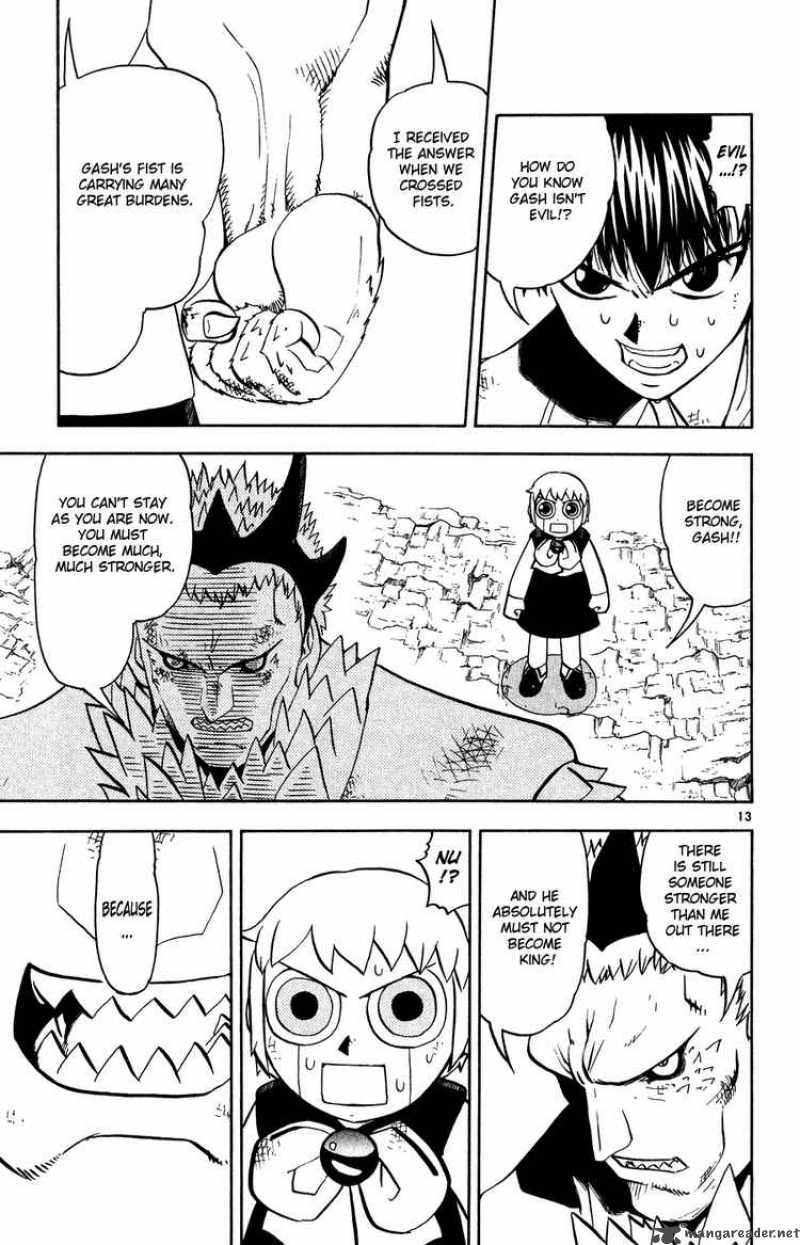 EVIL
...!?
HOW DO
YOU KNOW
GASH ISN'T
EVIL!?
I RECEIVED
THE ANSWER
WHEN WE
CROSSED
FISTS.
GASH'S FIST IS
CARRYING MANY
GREAT BURDENS.
BECOME
STRONG,
GASH!!
YOU CAN'T STAY
AS YOU ARE NOW.
YOU MUST
BECOME MUCH,
MUCH STRONGER.
13
THERE
IS STILL
SOMEONE
STRONGER
THAN ME
OUT THERE
...
AND HE
ABSOLUTELY
MUST NOT
BECOME
KING!
NU
!?
BECAUSE
...
mangareader.net